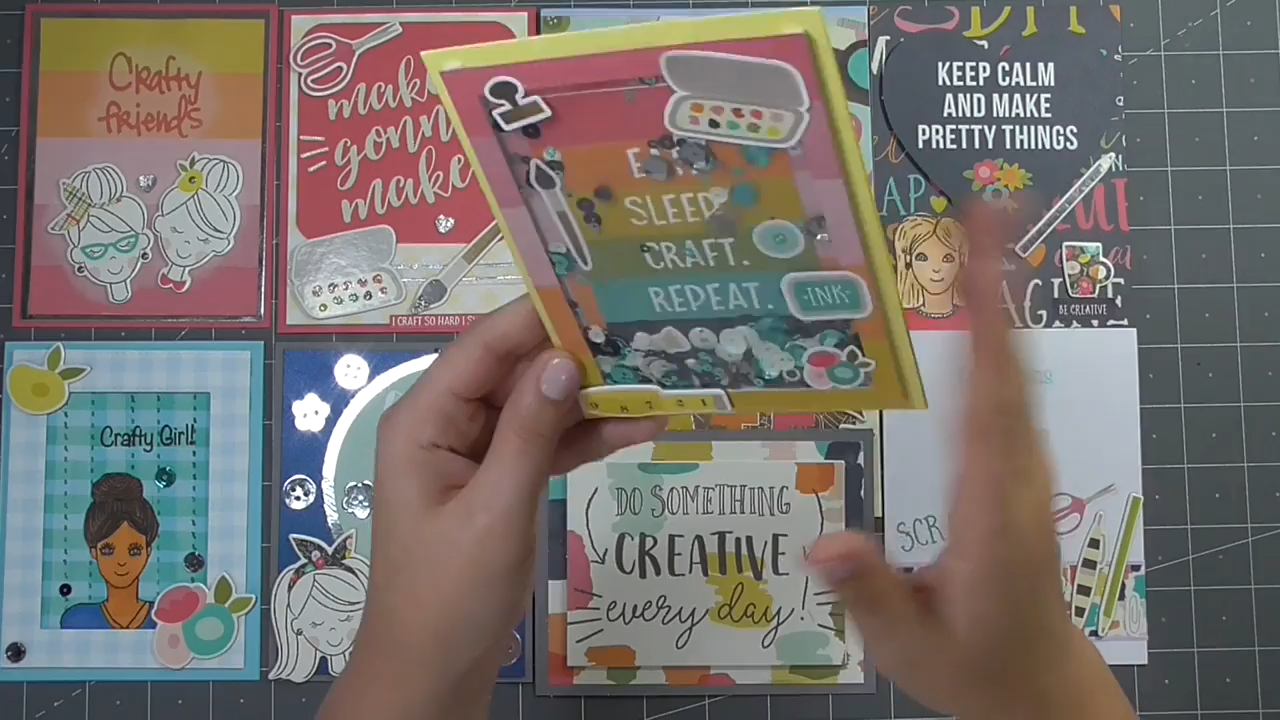 Crafty
friends
make
gonn
make
I CRAFT SO HARD I S
SLEEP.
CRAFT.
REPEAT.
·INK·
KEEP CALM
AND MAKE
PRETTY THINGS
BE CREATIVE
Crafty Girl!
DO SOMETHING
CREATIVE
every day!
SCR